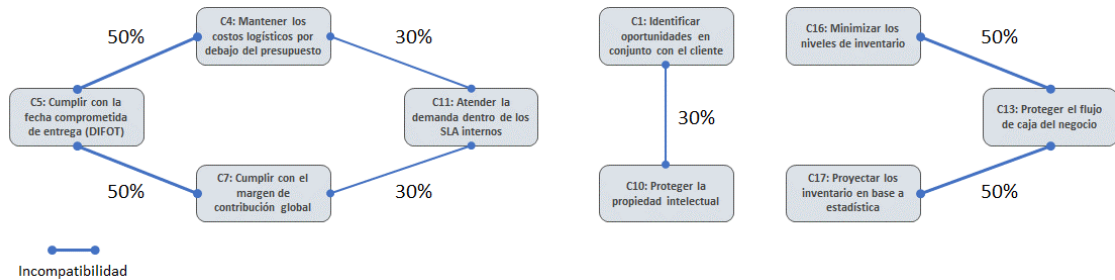 C4: Mantener los
costos logísticos por
debajo del presupuesto
50%
30%
C5: Cumplir con la
fecha comprometida
de entrega (DIFOT)
C11: Atender la
demanda dentro de los
SLA internos
50%
30%
C7: Cumplir con el
margen de
contribución global
C1: Identificar
oportunidades en
conjunto con el cliente
30%
C10: Proteger la
propiedad intelectual
C16: Minimizar los
niveles de inventario
50%
C13: Proteger el flujo
de caja del negocio
C17: Proyectar los
inventario en base a
estadística
50%
Incompatibilidad